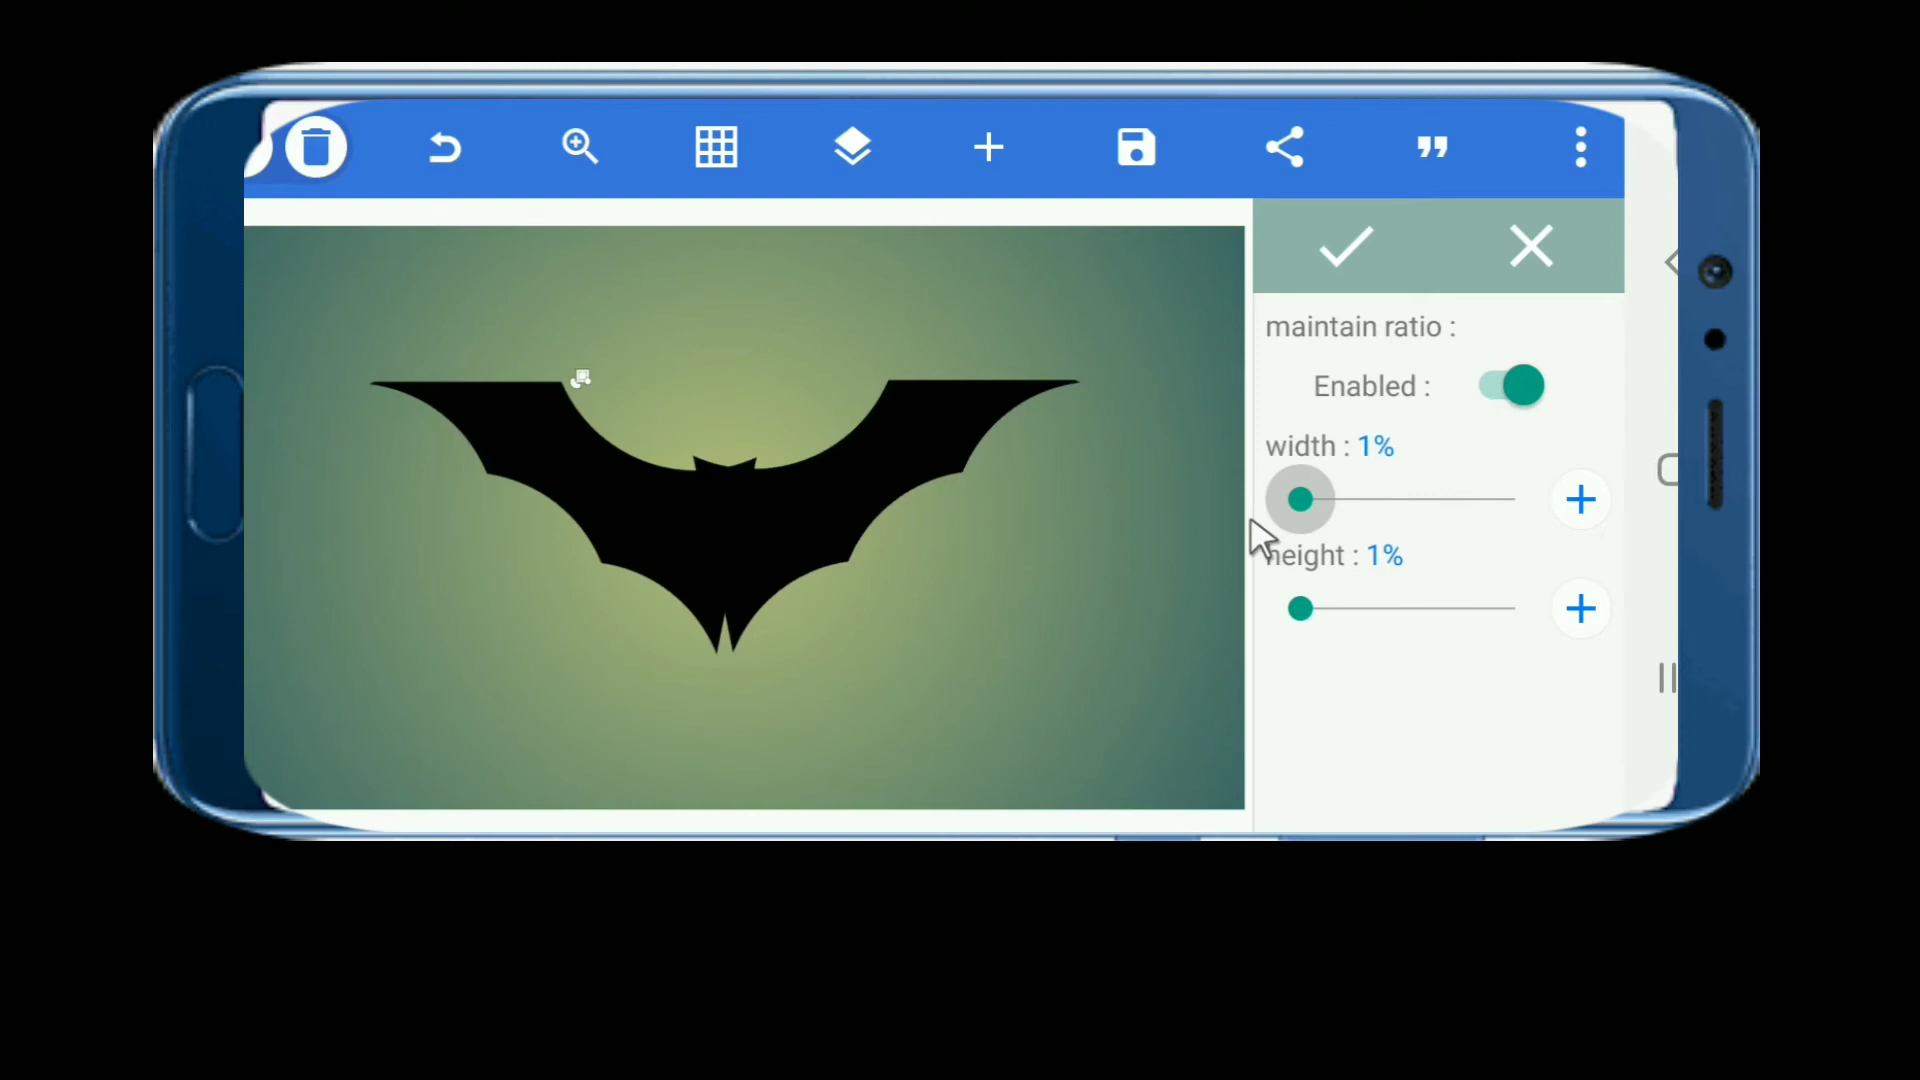 maintain ratio :
Enabled :
width : 1%
height : 1%